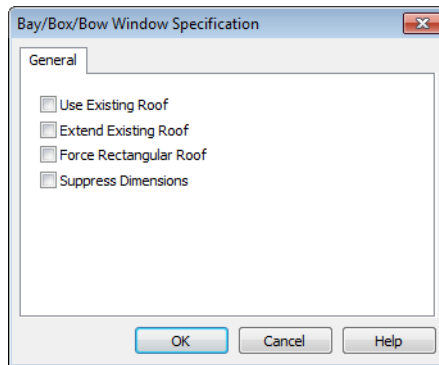 Bay/Box/Bow Window Specification
General
Use Existing Roof
Extend Existing Roof
Force Rectangular Roof
Suppress Dimensions
OK Cancel Help